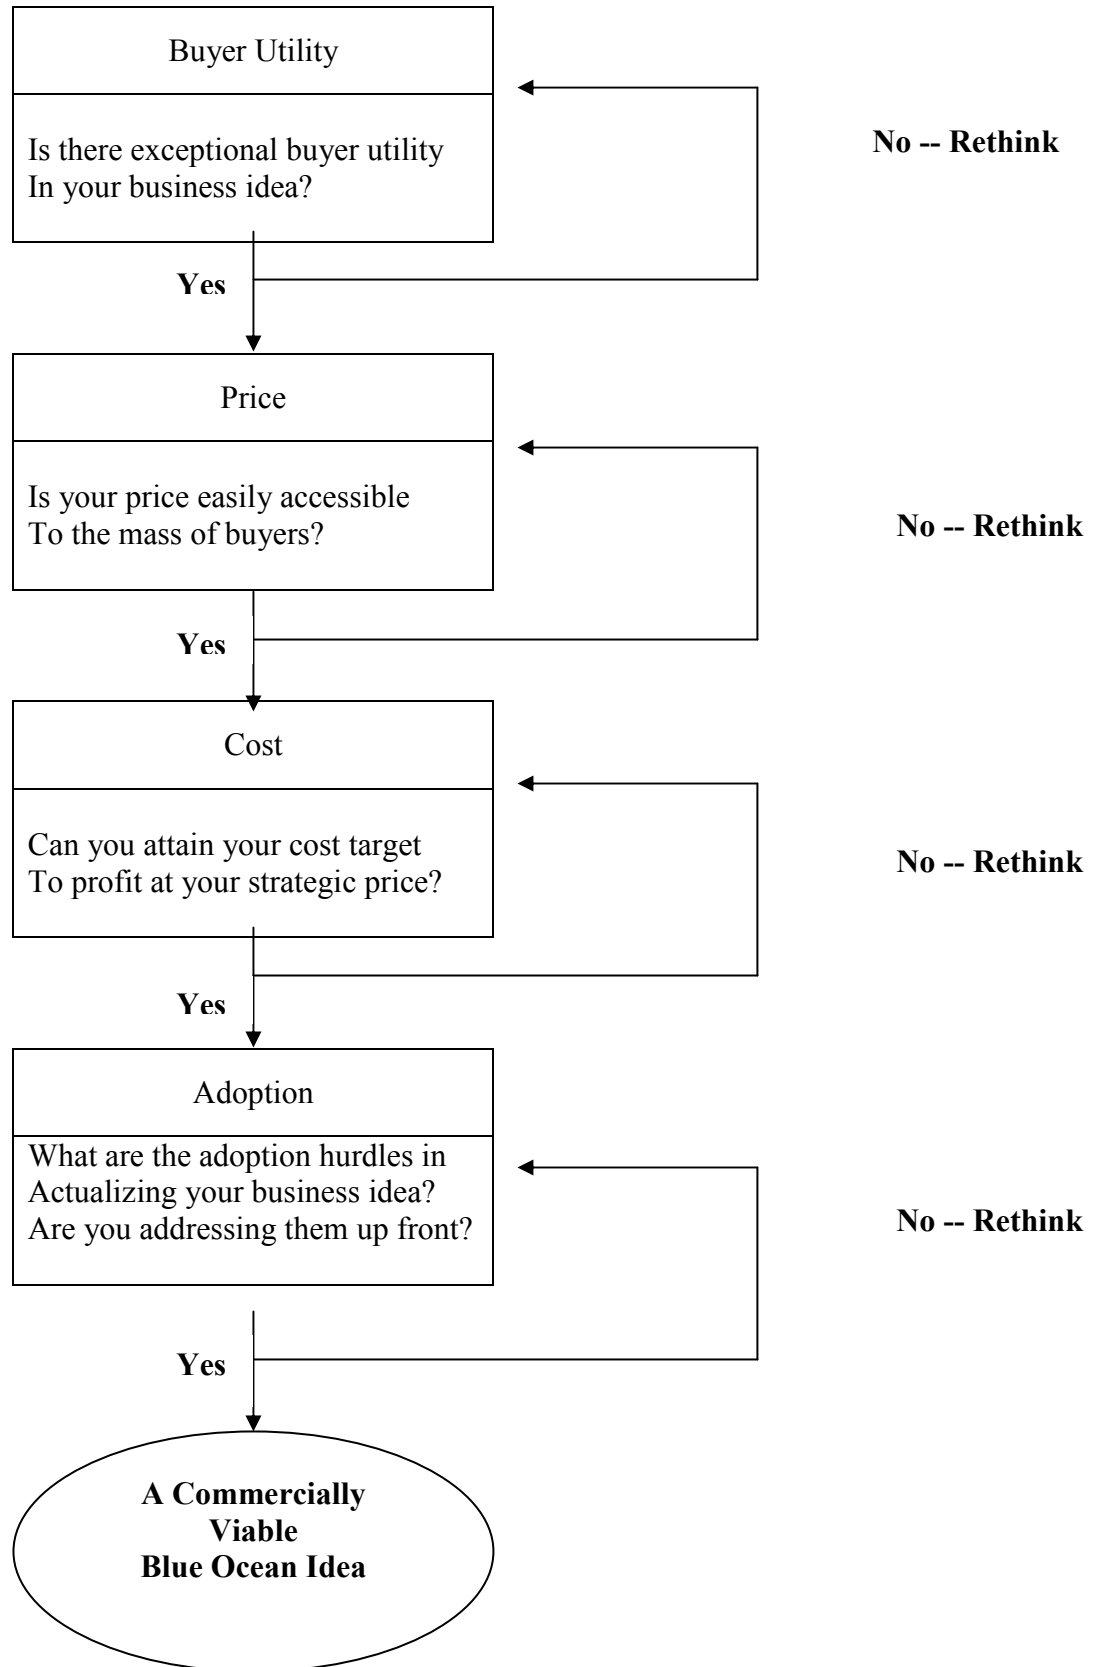 Buyer Utility
Is there exceptional buyer utility
In your business idea?
No -- Rethink
Yes
Price
Is your price easily accessible
To the mass of buyers?
No -- Rethink
Yes
Cost
Can you attain your cost target
To profit at your strategic price?
No -- Rethink
Yes
Adoption
What are the adoption hurdles in
Actualizing your business idea?
Are you addressing them up front?
No -- Rethink
Yes
A Commercially
Viable
Blue Ocean Idea